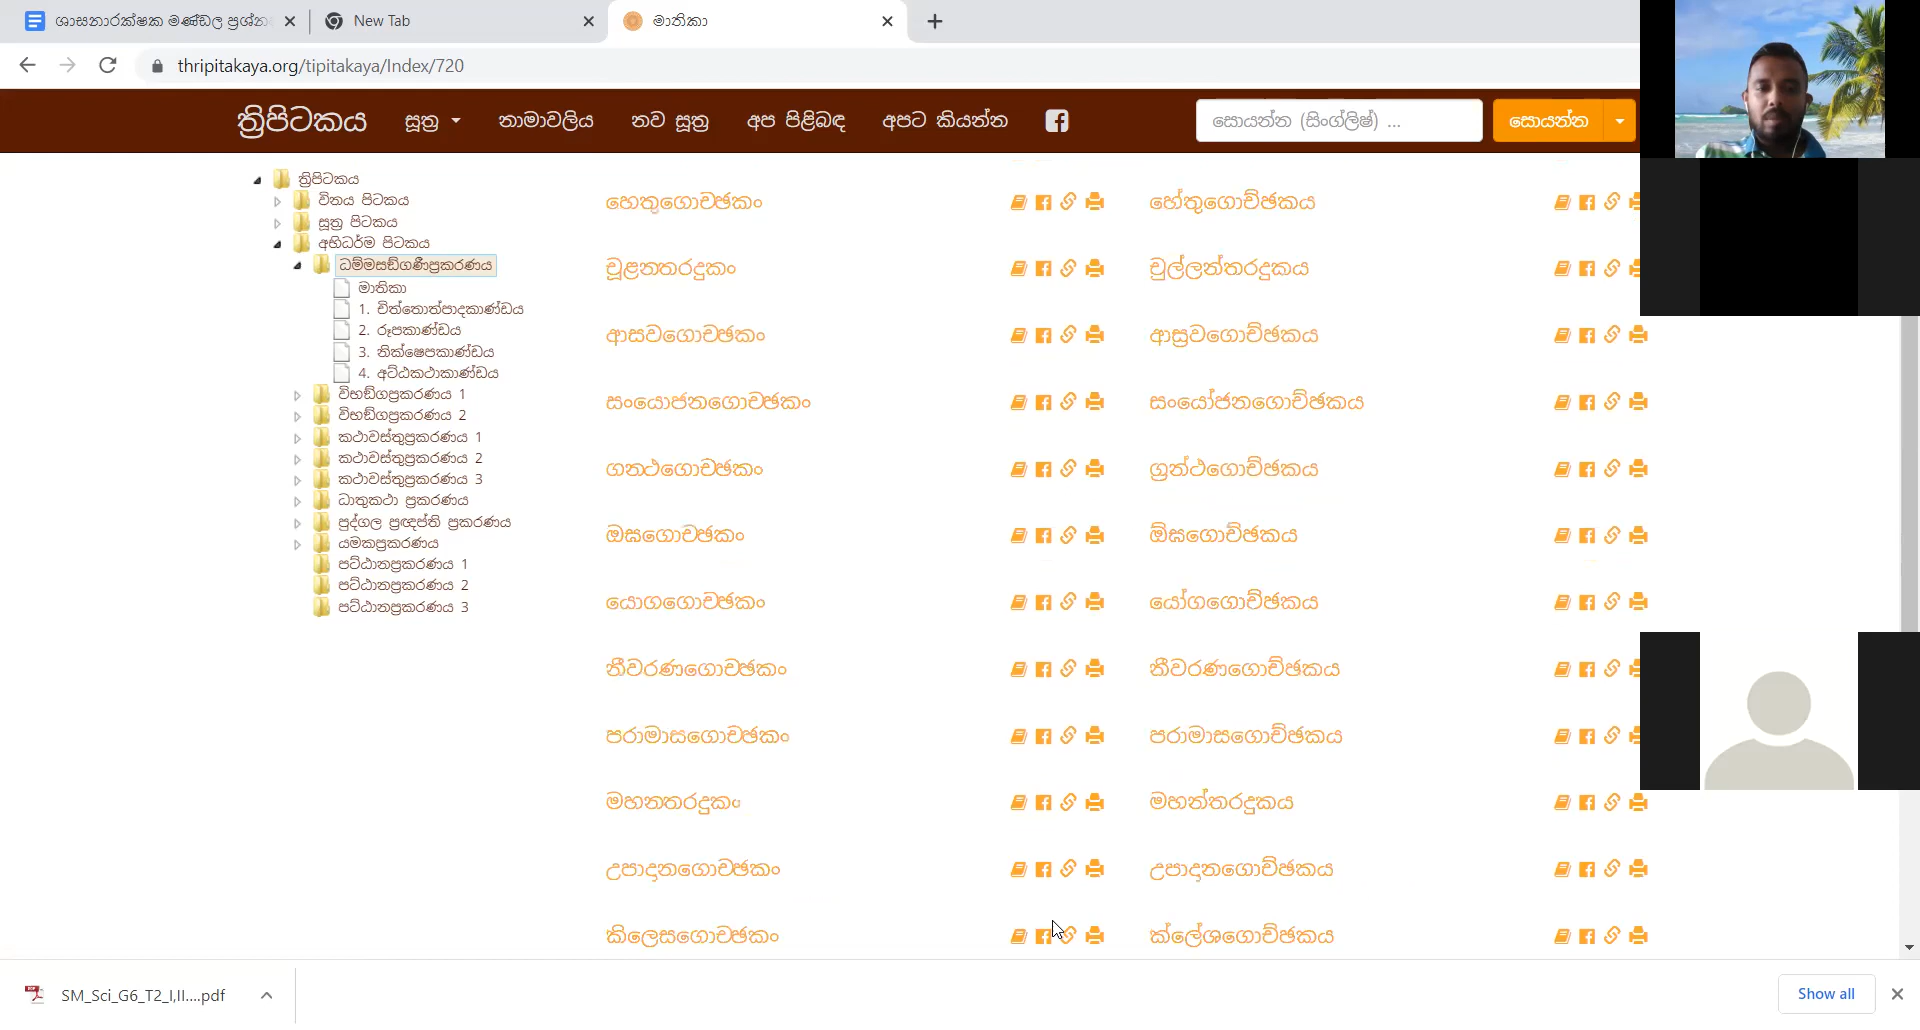 ශාසනාරක්ෂක මණ්ඩල ප්‍රශ්න
New Tab
මාතිකා
thripitakaya.org/tipitakaya/Index/720
ත්‍රිපිටකය
සූත්‍ර
නාමාවලිය
නව සූත්‍ර
අප පිළිබඳ
අපට කියන්න
සොයන්න (සිංග්ලිෂ්) ...
සොයන්න
ත්‍රිපිටකය
විනය පිටකය
සූත්‍ර පිටකය
අභිධර්ම පිටකය
ධම්මසඞ්ගණීප්‍රකරණය
මාතිකා
1. චිත්තොත්පාදකාණ්ඩය
2. රූපකාණ්ඩය
3. නික්ෂෙපකාණ්ඩය
4. අට්ඨකථාකාණ්ඩය
විභඞ්ගප්‍රකරණය 1
විභඞ්ගප්‍රකරණය 2
කථාවස්තුප්‍රකරණය 1
කථාවස්තුප්‍රකරණය 2
කථාවස්තුප්‍රකරණය 3
ධාතුකථා ප්‍රකරණය
පුද්ගල ප්‍රඥප්ති ප්‍රකරණය
යමකප්‍රකරණය
පට්ඨානප්‍රකරණය 1
පට්ඨානප්‍රකරණය 2
පට්ඨානප්‍රකරණය 3
හෙතුගොච්ඡකං
හේතුගොච්ඡකය
චූළන්තරදුකං
චුල්ලන්තරදුකය
ආසවගොච්ඡකං
ආස්‍රවගොච්ඡකය
සංයොජනගොච්ඡකං
සංයෝජනගොච්ඡකය
ගන්ථගොච්ඡකං
ග්‍රන්ථගොච්ඡකය
ඔඝගොච්ඡකං
ඕඝගොච්ඡකය
යොගගොච්ඡකං
යෝගගොච්ඡකය
නීවරණගොච්ඡකං
නීවරණගොච්ඡකය
පරාමාසගොච්ඡකං
පරාමාසගොච්ඡකය
මහන්තරදුකං
මහන්තරදුකය
උපාදානගොච්ඡකං
උපාදානගොච්ඡකය
කිලෙසගොච්ඡකං
ක්ලේශගොච්ඡකය
SM_Sci_G6_T2_I,II....pdf
Show all